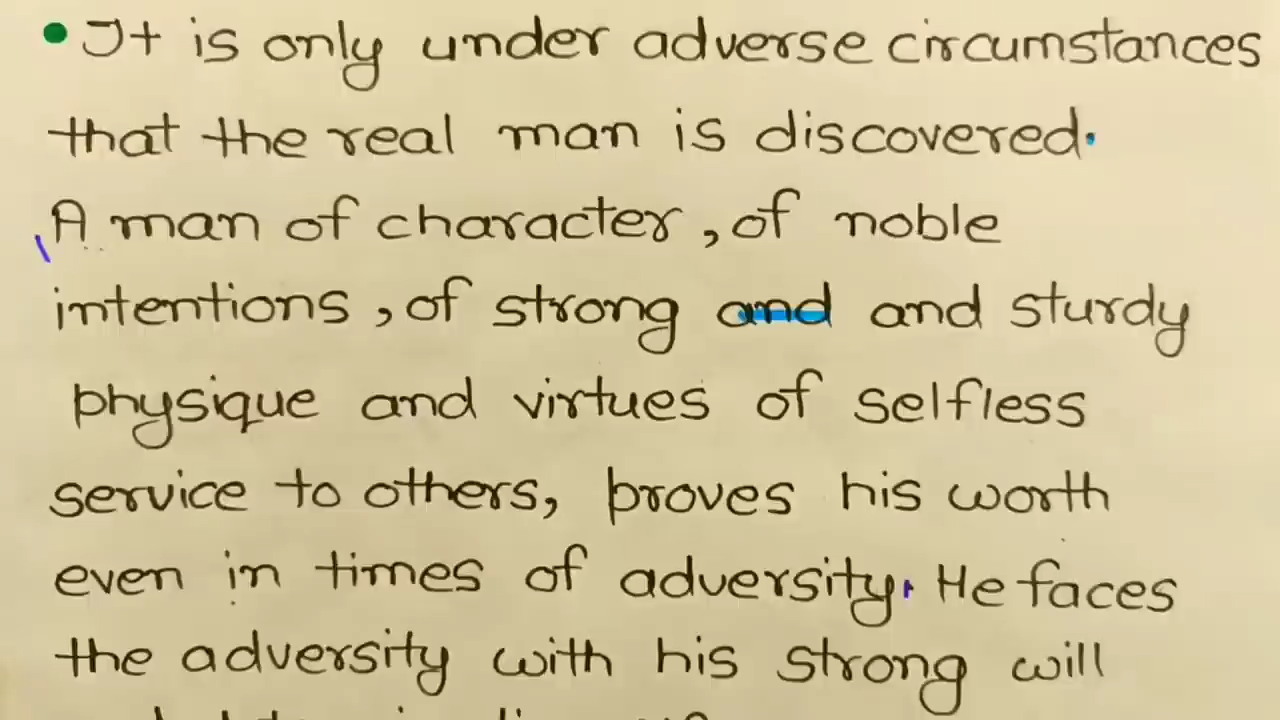 • It is only under adverse circumstances
that the real man is discovered.
A man of character, of noble
intentions, of strong and and sturdy
physique and virtues of selfless
service to others, proves his worth
even in times of adversity. He faces
the adversity with his strong will